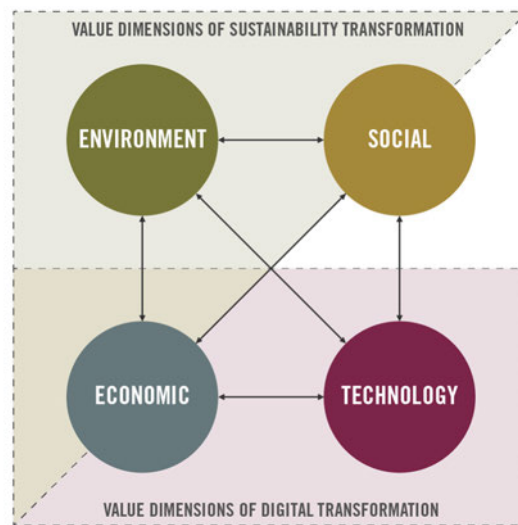 VALUE DIMENSIONS OF SUSTAINABILITY TRANSFORMATION
ENVIRONMENT
SOCIAL
ECONOMIC
TECHNOLOGY
VALUE DIMENSIONS OF DIGITAL TRANSFORMATION